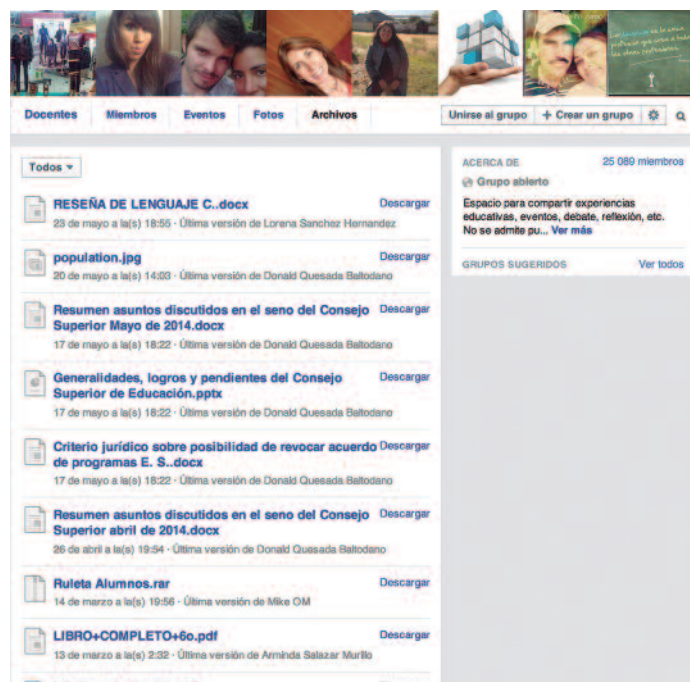 Docentes Miembros Eventos Fotos Archivos Unirse al grupo + Crear un grupo
Todos
RESEÑA DE LENGUAJE C..docx Descargar
23 de mayo a la(s) 18:55 · Última versión de Lorena Sanchez Hernandez
population.jpg Descargar
20 de mayo a la(s) 14:03 · Última versión de Donald Quesada Baltodano
Resumen asuntos discutidos en el seno del Consejo Descargar
Superior Mayo de 2014.docx
17 de mayo a la(s) 18:22 · Última versión de Donald Quesada Baltodano
Generalidades, logros y pendientes del Consejo Descargar
Superior de Educación.pptx
17 de mayo a la(s) 18:22 · Última versión de Donald Quesada Baltodano
Criterio jurídico sobre posibilidad de revocar acuerdo Descargar
de programas E. S..docx
17 de mayo a la(s) 18:22 · Última versión de Donald Quesada Baltodano
Resumen asuntos discutidos en el seno del Consejo Descargar
Superior abril de 2014.docx
26 de abril a la(s) 19:54 · Última versión de Donald Quesada Baltodano
Ruleta Alumnos.rar Descargar
14 de marzo a la(s) 19:56 · Última versión de Mike OM
LIBRO+COMPLETO+6o.pdf Descargar
13 de marzo a la(s) 2:32 · Última versión de Arminda Salazar Murillo
ACERCA DE 25 089 miembros
Grupo abierto
Espacio para compartir experiencias
educativas, eventos, debate, reflexión, etc.
No se admite pu... Ver más
GRUPOS SUGERIDOS Ver todos